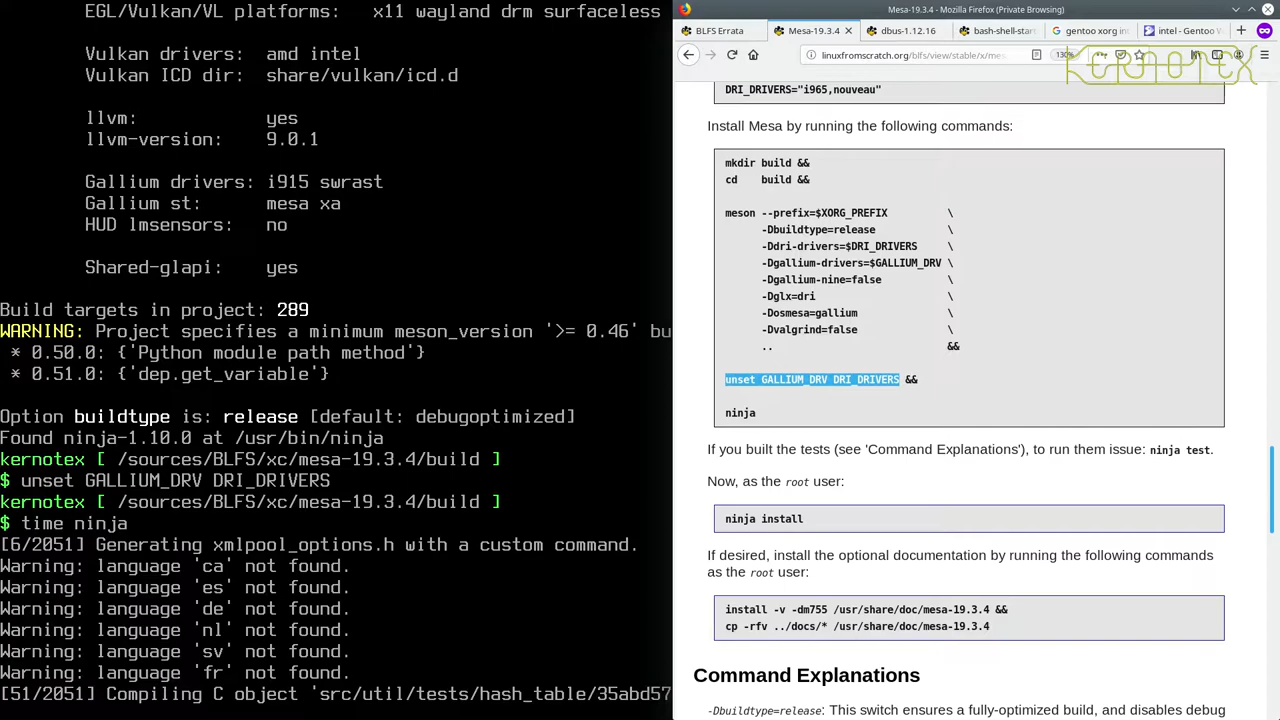 EGL/Vulkan/VL platforms:   x11 wayland drm surfaceless
Vulkan drivers:  amd intel
Vulkan ICD dir:  share/vulkan/icd.d
llvm:            yes
llvm-version:    9.0.1
Gallium drivers: i915 swrast
Gallium st:      mesa xa
HUD lmsensors:   no
Shared-glapi:    yes
Build targets in project: 289
WARNING: Project specifies a minimum meson_version '>= 0.46' bu
* 0.50.0: {'Python module path method'}
* 0.51.0: {'dep.get_variable'}
Option buildtype is: release [default: debugoptimized]
Found ninja-1.10.0 at /usr/bin/ninja
kernotex [ /sources/BLFS/xc/mesa-19.3.4/build ]
$ unset GALLIUM_DRV DRI_DRIVERS
kernotex [ /sources/BLFS/xc/mesa-19.3.4/build ]
$ time ninja
[6/2051] Generating xmlpool_options.h with a custom command.
Warning: language 'ca' not found.
Warning: language 'es' not found.
Warning: language 'de' not found.
Warning: language 'nl' not found.
Warning: language 'sv' not found.
Warning: language 'fr' not found.
[51/2051] Compiling C object 'src/util/tests/hash_table/35abd57
Mesa-19.3.4 - Mozilla Firefox (Private Browsing)
BLFS Errata
Mesa-19.3.4
dbus-1.12.16
bash-shell-star
gentoo xorg int
intel - Gentoo W
linuxfromscratch.org/blfs/view/stable/x/mes
130%
KERNOTEX
DRI_DRIVERS="i965,nouveau"
Install Mesa by running the following commands:
mkdir build &&
cd    build &&
meson --prefix=$XORG_PREFIX          \
-Dbuildtype=release            \
-Ddri-drivers=$DRI_DRIVERS     \
-Dgallium-drivers=$GALLIUM_DRV \
-Dgallium-nine=false           \
-Dglx=dri                      \
-Dosmesa=gallium               \
-Dvalgrind=false               \
..                             &&
unset GALLIUM_DRV DRI_DRIVERS &&
ninja
If you built the tests (see 'Command Explanations'), to run them issue: ninja test.
Now, as the root user:
ninja install
If desired, install the optional documentation by running the following commands
as the root user:
install -v -dm755 /usr/share/doc/mesa-19.3.4 &&
cp -rfv ../docs/* /usr/share/doc/mesa-19.3.4
Command Explanations
-Dbuildtype=release: This switch ensures a fully-optimized build, and disables debug